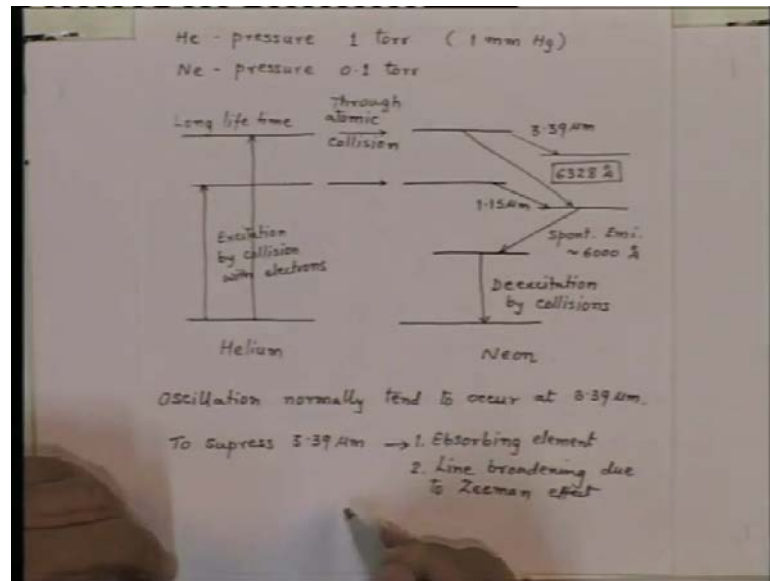 He - pressure 1 torr ( 1 mm Hg)
Ne - pressure 0.1 torr
Long life time
Through
atomic
collision
3.39 µm
6328 Å
1.15 µm
Excitation
by collision
with electrons
Spont. Emi.
~ 6000 Å
Deexcitation
by collisions
Helium
Neon
Oscillation normally tend to occur at 3.39 µm.
To Supress 3.39 µm → 1. Ebsorbing element
2. Line broadening due
to Zeeman effect